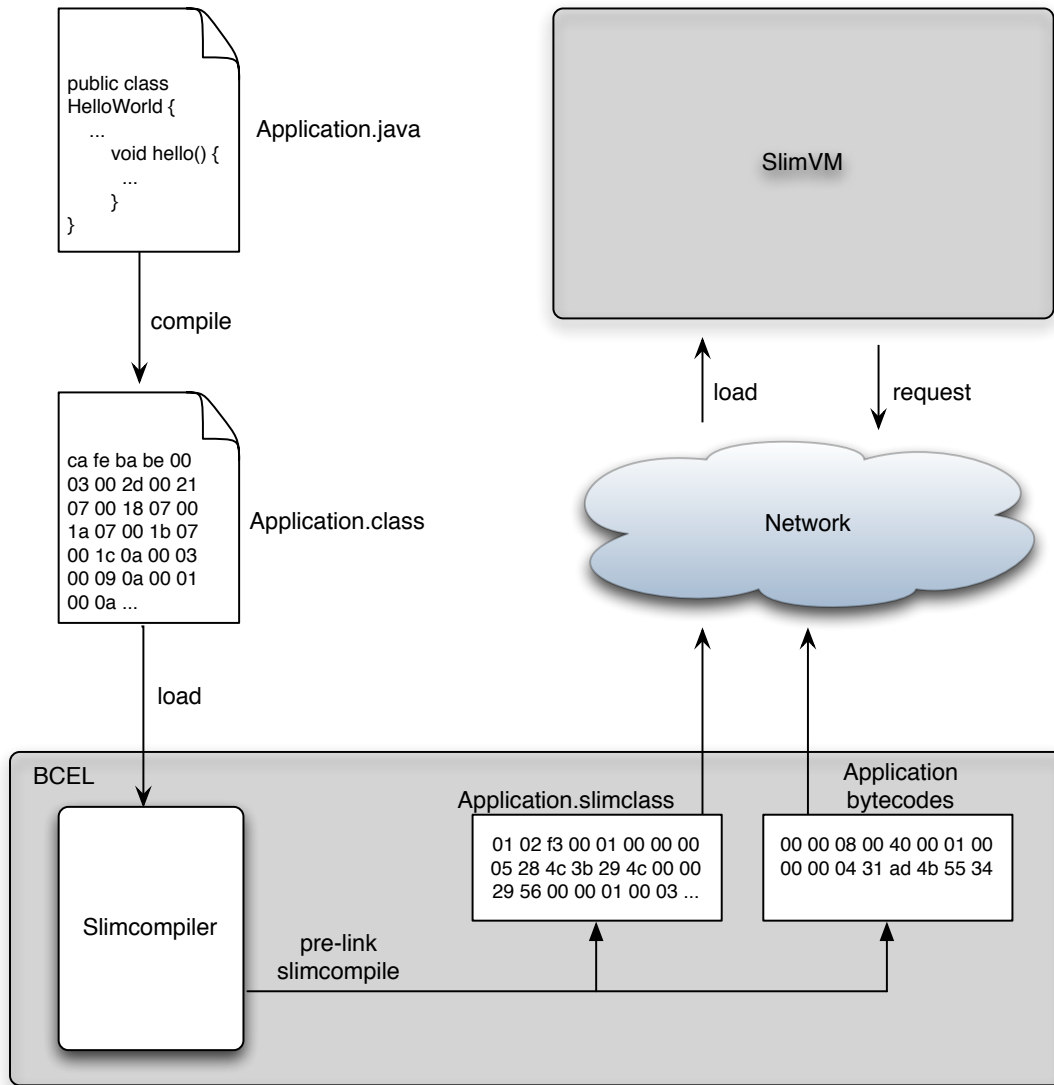 public class
HelloWorld {
...
void hello() {
...
}
}
Application.java
compile
ca fe ba be 00
03 00 2d 00 21
07 00 18 07 00
1a 07 00 1b 07
00 1c 0a 00 03
00 09 0a 00 01
00 0a ...
Application.class
load
SlimVM
load
request
Network
BCEL
Slimcompiler
pre-link
slimcompile
Application.slimclass
01 02 f3 00 01 00 00 00
05 28 4c 3b 29 4c 00 00
29 56 00 00 01 00 03 ...
Application
bytecodes
00 00 08 00 40 00 01 00
00 00 04 31 ad 4b 55 34